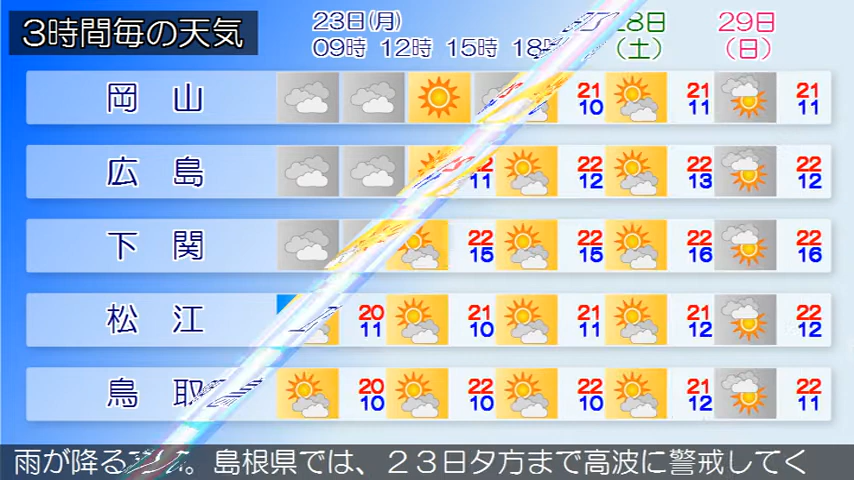 3時間毎の天気
23日(月)
09時 12時 15時 18時
28日 29日
(土) (日)
岡 山 21 10 21 11 21 11
広 島 11 22 12 22 13 22 12
下 関 22 15 22 15 22 16 22 16
松 江 20 11 21 10 21 11 21 12 22 12
鳥 取 20 10 22 10 22 10 21 12 22 11
雨が降る 。島根県では、２３日夕方まで高波に警戒してく